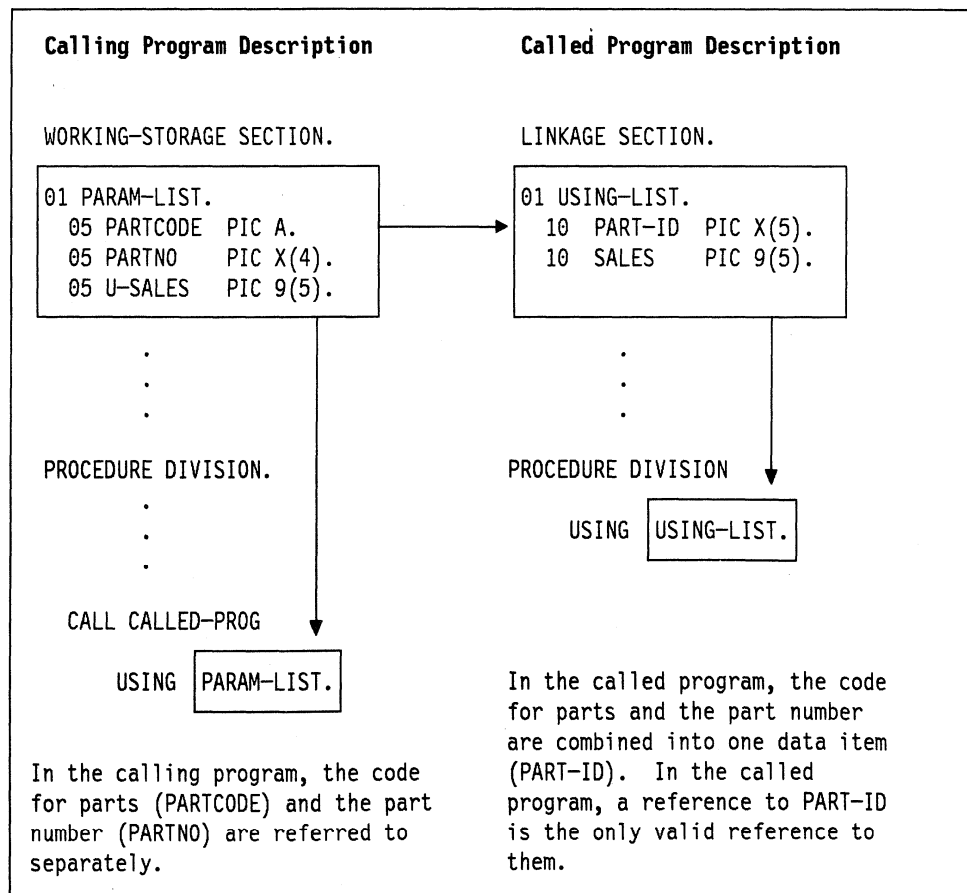 Calling Program Description
WORKING-STORAGE SECTION.
01 PARAM-LIST.
05 PARTCODE PIC A.
05 PARTNO PIC X(4).
05 U-SALES PIC 9(5).
.
.
.
PROCEDURE DIVISION.
.
.
.
CALL CALLED-PROG
USING PARAM-LIST.
In the calling program, the code
for parts (PARTCODE) and the part
number (PARTNO) are referred to
separately.
Called Program Description
LINKAGE SECTION.
01 USING-LIST.
10 PART-ID PIC X(5).
10 SALES PIC 9(5).
.
.
.
PROCEDURE DIVISION
USING USING-LIST.
In the called program, the code
for parts and the part number
are combined into one data item
(PART-ID). In the called
program, a reference to PART-ID
is the only valid reference to
them.